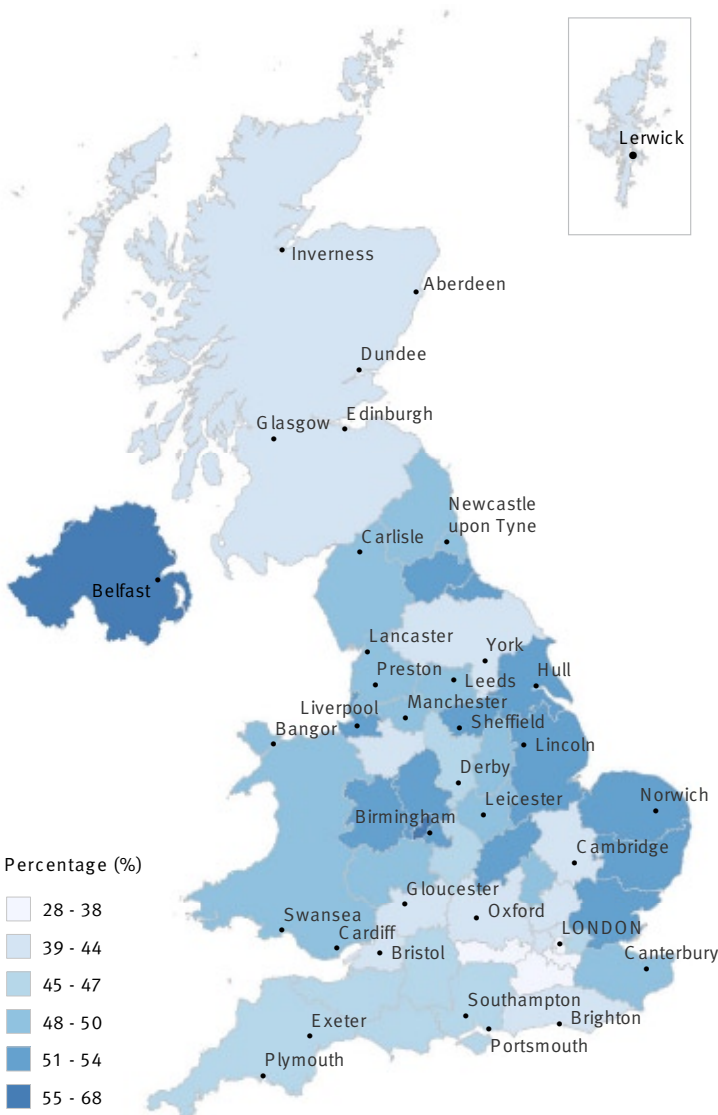 Lerwick
Inverness
Aberdeen
Dundee
Edinburgh
Glasgow
Newcastle
upon Tyne
Carlisle
Belfast
Lancaster
York
Preston
Leeds
Hull
Manchester
Liverpool
Sheffield
Bangor
Lincoln
Derby
Leicester
Norwich
Birmingham
Cambridge
Percentage (%)
28 - 38
39 - 44
45 - 47
48 - 50
51 - 54
55 - 68
Gloucester
Oxford
Swansea
Cardiff
LONDON
Bristol
Canterbury
Southampton
Exeter
Brighton
Portsmouth
Plymouth